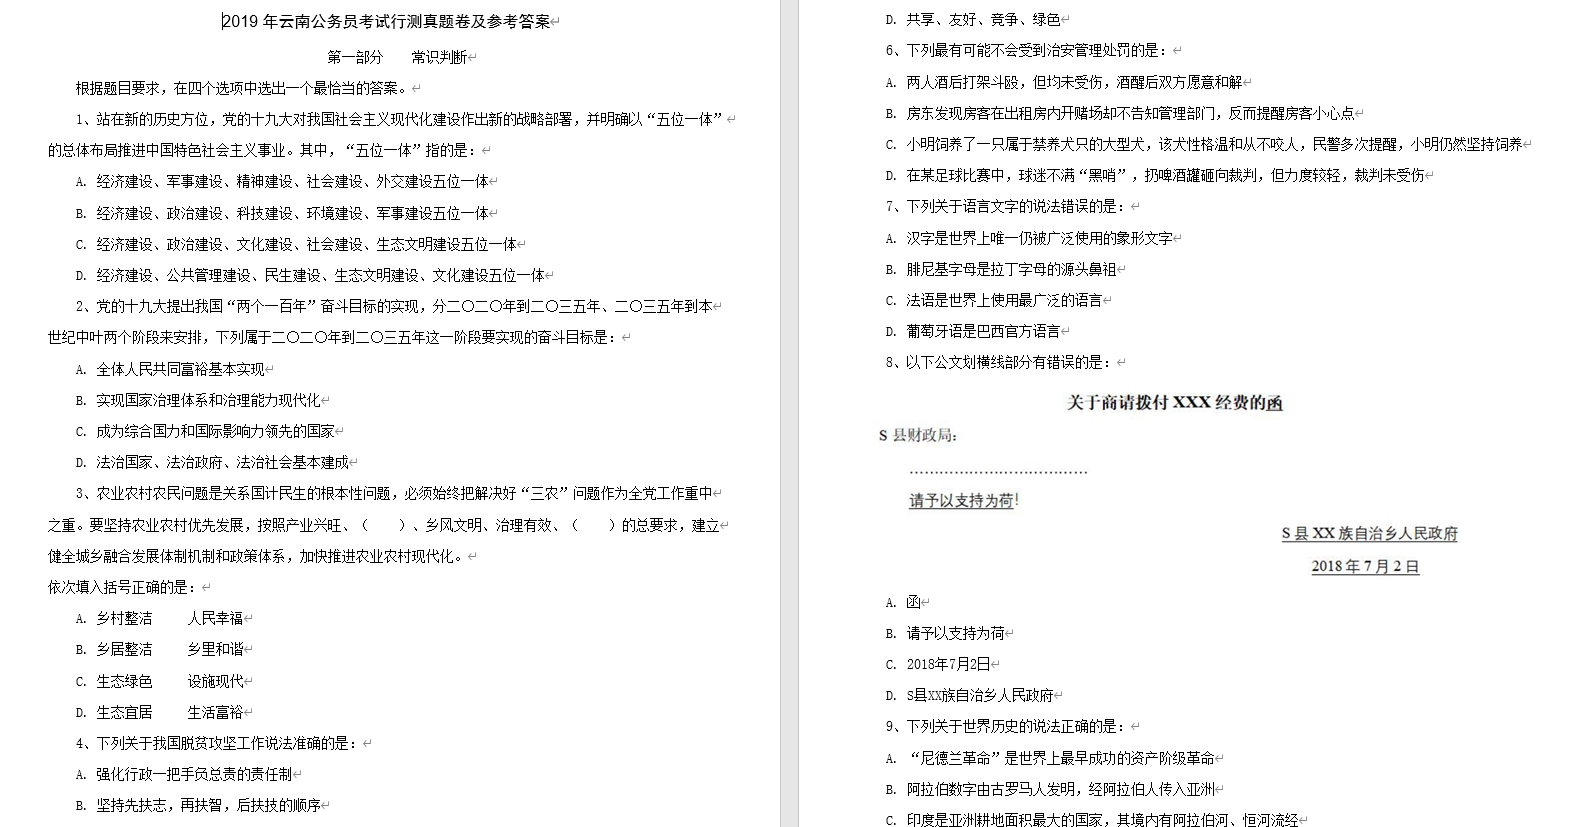 2019年云南公务员考试行测真题卷及参考答案
第一部分 常识判断
根据题目要求，在四个选项中选出一个最恰当的答案。
1、站在新的历史方位，党的十九大对我国社会主义现代化建设作出新的战略部署，并明确以“五位一体”
的总体布局推进中国特色社会主义事业。其中，“五位一体”指的是：
A. 经济建设、军事建设、精神建设、社会建设、外交建设五位一体
B. 经济建设、政治建设、科技建设、环境建设、军事建设五位一体
C. 经济建设、政治建设、文化建设、社会建设、生态文明建设五位一体
D. 经济建设、公共管理建设、民生建设、生态文明建设、文化建设五位一体
2、党的十九大提出我国“两个一百年”奋斗目标的实现，分二〇二〇年到二〇三五年、二〇三五年到本
世纪中叶两个阶段来安排，下列属于二〇二〇年到二〇三五年这一阶段要实现的奋斗目标是：
A. 全体人民共同富裕基本实现
B. 实现国家治理体系和治理能力现代化
C. 成为综合国力和国际影响力领先的国家
D. 法治国家、法治政府、法治社会基本建成
3、农业农村农民问题是关系国计民生的根本性问题，必须始终把解决好“三农”问题作为全党工作重中
之重。要坚持农业农村优先发展，按照产业兴旺、（ ）、乡风文明、治理有效、（ ）的总要求，建立
健全城乡融合发展体制机制和政策体系，加快推进农业农村现代化。
依次填入括号正确的是：
A. 乡村整洁 人民幸福
B. 乡居整洁 乡里和谐
C. 生态绿色 设施现代
D. 生态宜居 生活富裕
4、下列关于我国脱贫攻坚工作说法准确的是：
A. 强化行政一把手负总责的责任制
B. 坚持先扶志，再扶智，后扶技的顺序
D. 共享、友好、竞争、绿色
6、下列最有可能不会受到治安管理处罚的是：
A. 两人酒后打架斗殴，但均未受伤，酒醒后双方愿意和解
B. 房东发现房客在出租房内开赌场却不告知管理部门，反而提醒房客小心点
C. 小明饲养了一只属于禁养犬只的大型犬，该犬性格温和从不咬人，民警多次提醒，小明仍然坚持饲养
D. 在某足球比赛中，球迷不满“黑哨”，扔啤酒罐砸向裁判，但力度较轻，裁判未受伤
7、下列关于语言文字的说法错误的是：
A. 汉字是世界上唯一仍被广泛使用的象形文字
B. 腓尼基字母是拉丁字母的源头鼻祖
C. 法语是世界上使用最广泛的语言
D. 葡萄牙语是巴西官方语言
8、以下公文划横线部分有错误的是：
关于商请拨付 XXX 经费的函
S 县财政局：
………………………………
请予以支持为荷！
S 县 XX 族自治乡人民政府
2018 年 7 月 2 日
A. 函
B. 请予以支持为荷
C. 2018年7月2日
D. S县XX族自治乡人民政府
9、下列关于世界历史的说法正确的是：
A. “尼德兰革命”是世界上最早成功的资产阶级革命
B. 阿拉伯数字由古罗马人发明，经阿拉伯人传入亚洲
C. 印度是亚洲耕地面积最大的国家，其境内有阿拉伯河、恒河流经